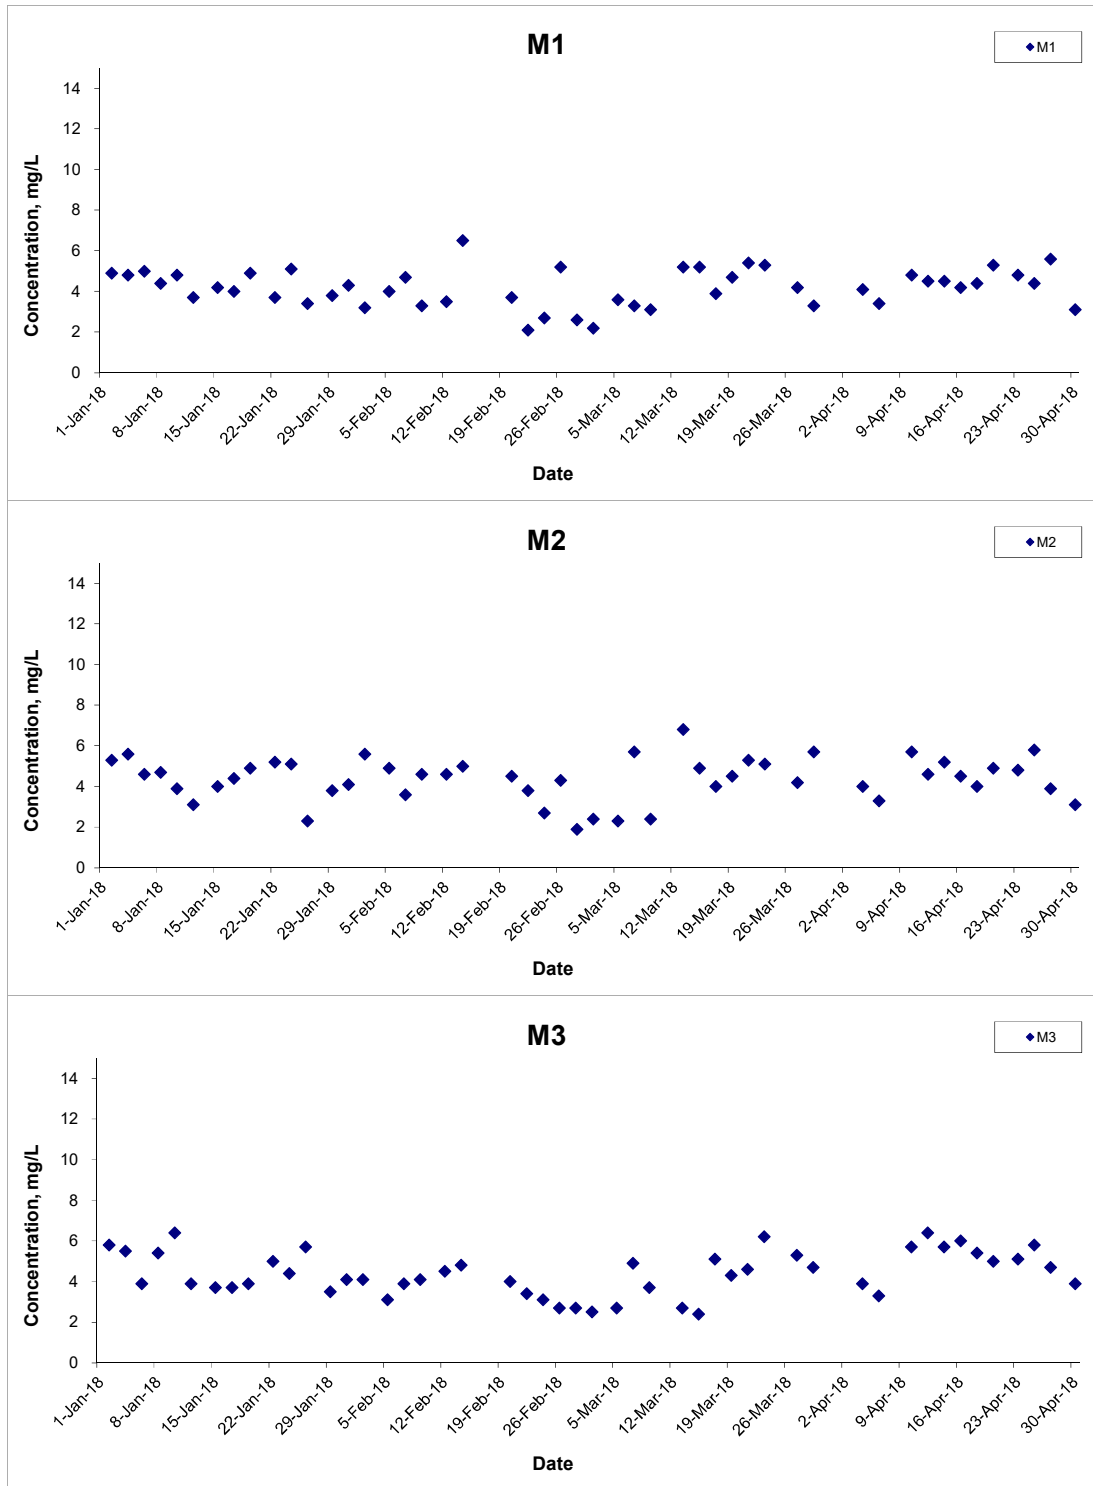 M1
M1
14
12
10
8
6
4
2
0
Concentration, mg/L
1-Jan-18
8-Jan-18
15-Jan-18
22-Jan-18
29-Jan-18
5-Feb-18
12-Feb-18
19-Feb-18
26-Feb-18
5-Mar-18
12-Mar-18
19-Mar-18
26-Mar-18
2-Apr-18
9-Apr-18
16-Apr-18
23-Apr-18
30-Apr-18
Date
M2
M2
14
12
10
8
6
4
2
0
Concentration, mg/L
1-Jan-18
8-Jan-18
15-Jan-18
22-Jan-18
29-Jan-18
5-Feb-18
12-Feb-18
19-Feb-18
26-Feb-18
5-Mar-18
12-Mar-18
19-Mar-18
26-Mar-18
2-Apr-18
9-Apr-18
16-Apr-18
23-Apr-18
30-Apr-18
Date
M3
M3
14
12
10
8
6
4
2
0
Concentration, mg/L
1-Jan-18
8-Jan-18
15-Jan-18
22-Jan-18
29-Jan-18
5-Feb-18
12-Feb-18
19-Feb-18
26-Feb-18
5-Mar-18
12-Mar-18
19-Mar-18
26-Mar-18
2-Apr-18
9-Apr-18
16-Apr-18
23-Apr-18
30-Apr-18
Date